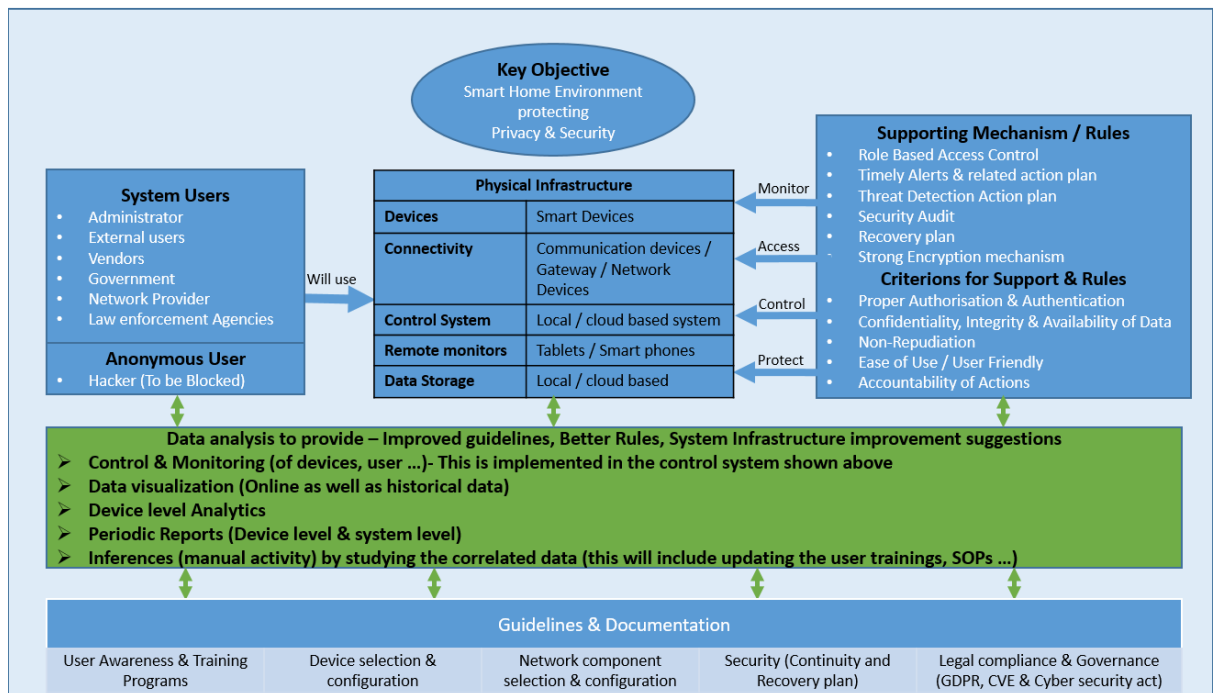 Key Objective
Smart Home Environment
protecting
Privacy & Security
System Users
• Administrator
• External users
• Vendors
• Government
• Network Provider
• Law enforcement Agencies
Anonymous User
• Hacker (To be Blocked)
Will use
Physical Infrastructure
Devices Smart Devices
Connectivity Communication devices /
Gateway / Network
Devices
Control System Local / cloud based system
Remote monitors Tablets / Smart phones
Data Storage Local / cloud based
Monitor
Access
Control
Protect
Supporting Mechanism / Rules
• Role Based Access Control
• Timely Alerts & related action plan
• Threat Detection Action plan
• Security Audit
• Recovery plan
• Strong Encryption mechanism
Criterions for Support & Rules
• Proper Authorisation & Authentication
• Confidentiality, Integrity & Availability of Data
• Non-Repudiation
• Ease of Use / User Friendly
• Accountability of Actions
Data analysis to provide – Improved guidelines, Better Rules, System Infrastructure improvement suggestions
➢ Control & Monitoring (of devices, user ...)- This is implemented in the control system shown above
➢ Data visualization (Online as well as historical data)
➢ Device level Analytics
➢ Periodic Reports (Device level & system level)
➢ Inferences (manual activity) by studying the correlated data (this will include updating the user trainings, SOPs ...)
Guidelines & Documentation
User Awareness & Training
Programs
Device selection &
configuration
Network component
selection & configuration
Security (Continuity and
Recovery plan)
Legal compliance & Governance
(GDPR, CVE & Cyber security act)